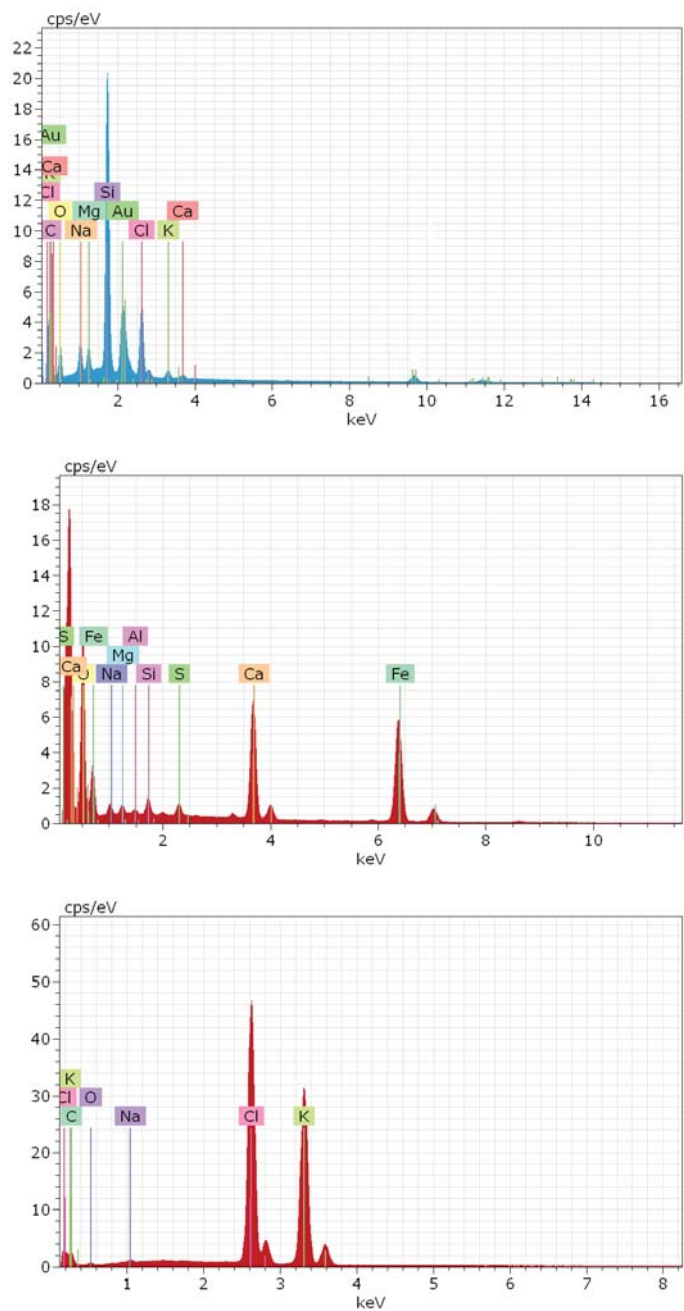 cps/eV
22
20
18
16
Au
14
Ca
K
Cl
Si
12
O
Mg
Au
Ca
C
Na
Cl
K
10
8
6
4
2
0
2
4
6
8
10
12
14
16
keV
cps/eV
18
16
14
12
S
Fe
Al
10
Mg
Ca
O
Na
Si
S
Ca
Fe
8
6
4
2
0
2
4
6
8
10
keV
cps/eV
60
50
40
K
Cl
O
30
C
Na
Cl
K
20
10
0
1
2
3
4
5
6
7
8
keV